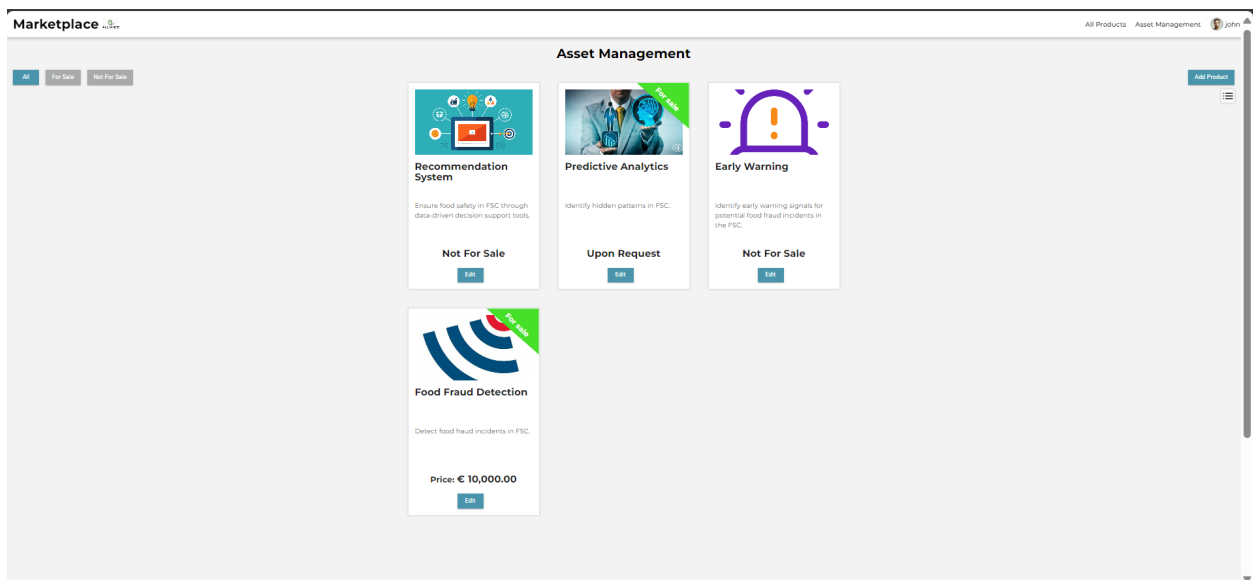 Marketplace
All Products Asset Management john
Asset Management
All For Sale Not For Sale
Add Product
For sale
Recommendation
System
Predictive Analytics
Early Warning
Ensure food safety in FSC through
data-driven decision support tools.
Identify hidden patterns in FSC.
Identify early warning signals for
potential food fraud incidents in
the FSC.
Not For Sale
Upon Request
Not For Sale
Edit
Edit
Edit
For sale
Food Fraud Detection
Detect food fraud incidents in FSC.
Price: € 10,000.00
Edit